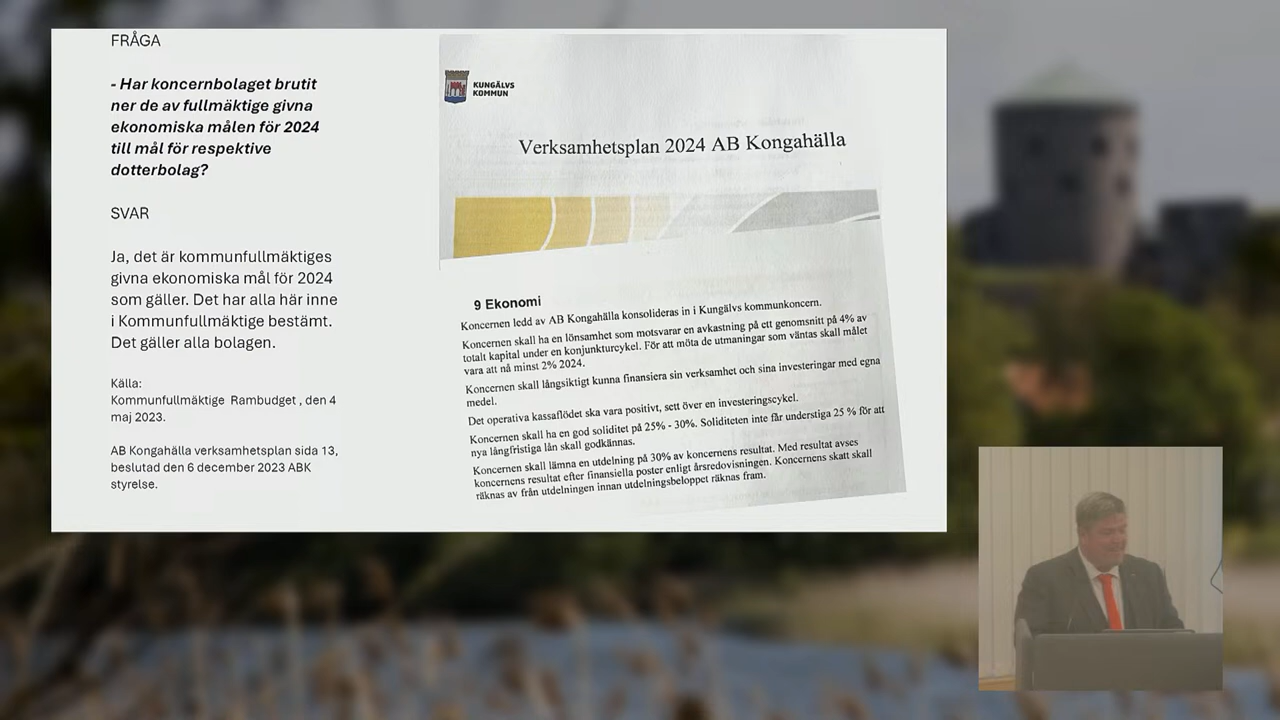 FRÅGA
- Har koncernbolaget brutit
ner de av fullmäktige givna
ekonomiska målen för 2024
till mål för respektive
dotterbolag?
SVAR
Ja, det är kommunfullmäktiges
givna ekonomiska mål för 2024
som gäller. Det har alla här inne
i Kommunfullmäktige bestämt.
Det gäller alla bolagen.
Källa:
Kommunfullmäktige Rambudget , den 4
maj 2023.
AB Kongahälla verksamhetsplan sida 13,
beslutad den 6 december 2023 ABK
styrelse.
KUNGÄLVS
KOMMUN
Verksamhetsplan 2024 AB Kongahälla
9 Ekonomi
Koncernen ledd av AB Kongahälla konsolideras in i Kungälvs kommunkoncern.
Koncernen skall ha en lönsamhet som motsvarar en avkastning på ett genomsnitt på 4% av
totalt kapital under en konjunkturcykel. För att möta de utmaningar som väntas skall målet
vara att nå minst 2% 2024.
Koncernen skall långsiktigt kunna finansiera sin verksamhet och sina investeringar med egna
medel.
Det operativa kassaflödet ska vara positivt, sett över en investeringscykel.
Koncernen skall ha en god soliditet på 25% - 30%. Soliditeten inte får understiga 25 % för att
nya långfristiga lån skall godkännas.
Koncernen skall lämna en utdelning på 30% av koncernens resultat. Med resultat avses
koncernens resultat efter finansiella poster enligt årsredovisningen. Koncernens skatt skall
räknas av från utdelningen innan utdelningsbeloppet räknas fram.